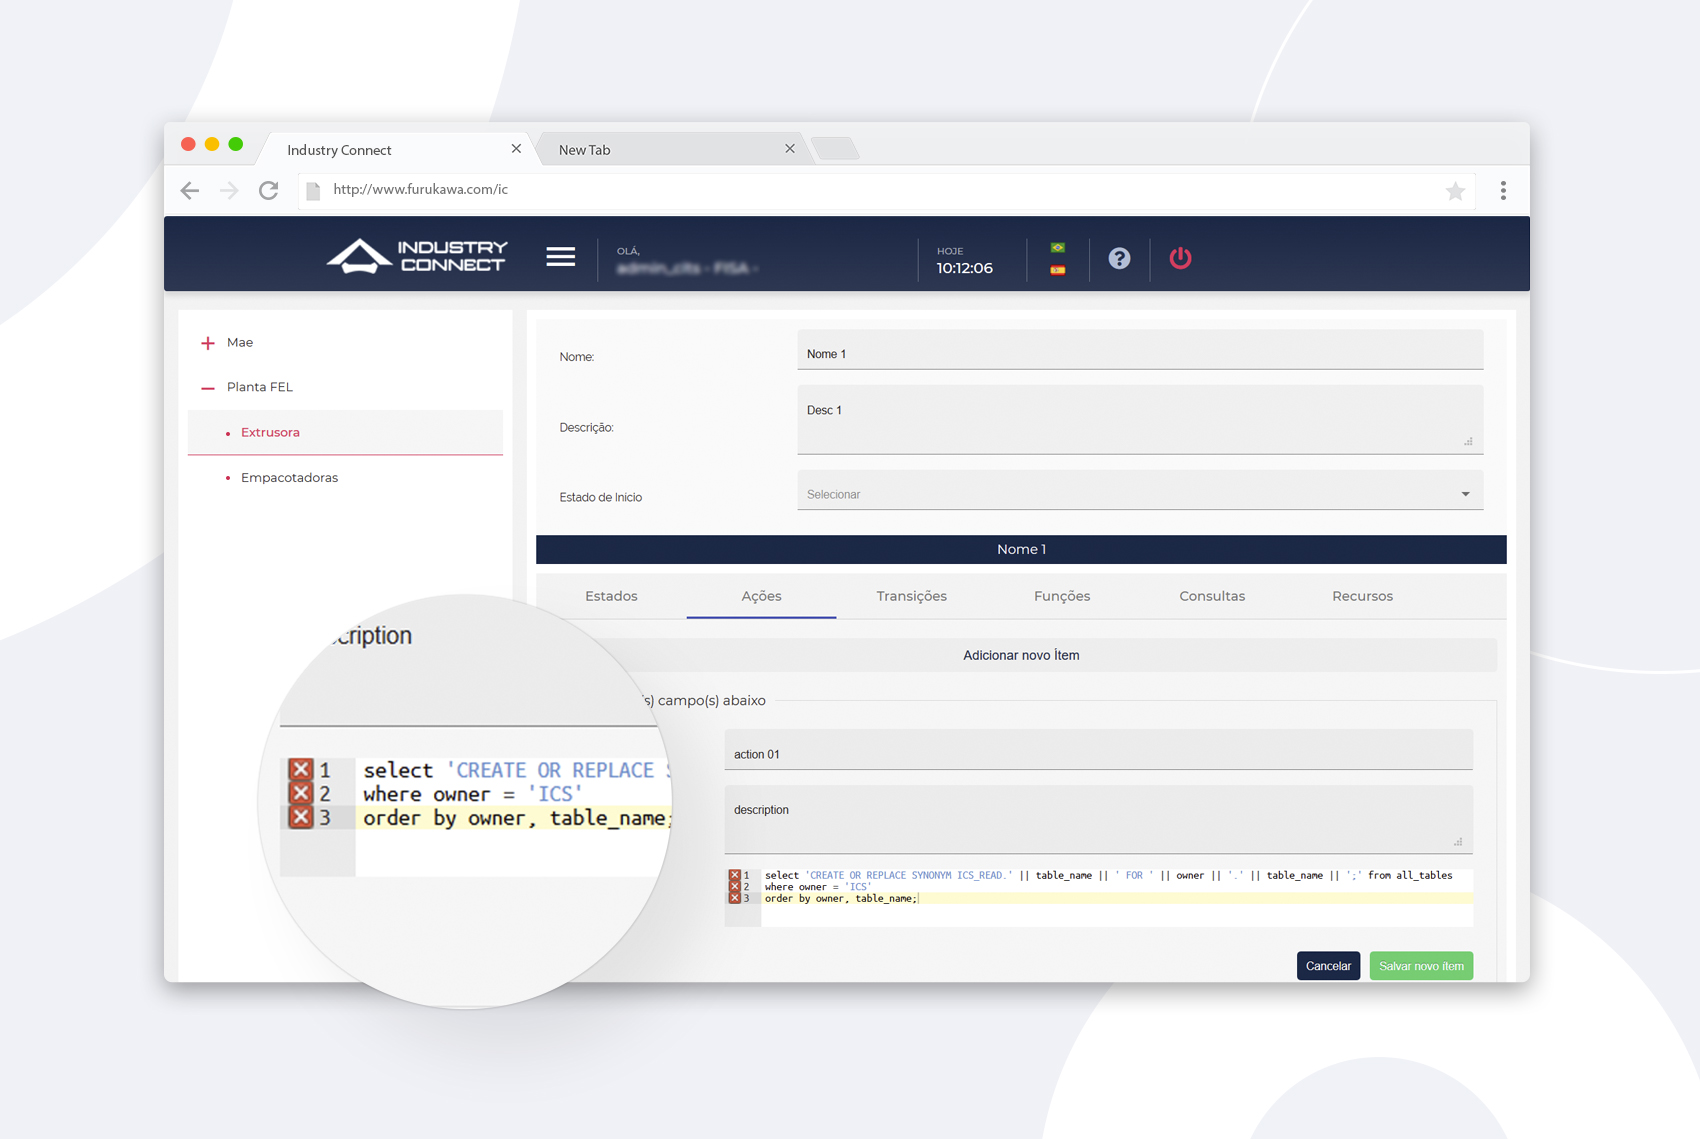 Industry Connect
New Tab
http://www.furukawa.com/ic
INDUSTRY
CONNECT
OLÁ,
admin_cits - FISA -
HOJE
10:12:06
Mae
Planta FEL
Extrusora
Empacotadoras
Nome:
Nome 1
Descrição:
Desc 1
Estado de Inicio
Selecionar
Nome 1
Estados
Ações
Transições
Funções
Consultas
Recursos
Adicionar novo Ítem
(s) campo(s) abaixo
action 01
description
1 select 'CREATE OR REPLACE SYNONYM ICS_READ.' || table_name || ' FOR ' || owner || '.' || table_name || ';' from all_tables
2 where owner = 'ICS'
3 order by owner, table_name;
Cancelar
Salvar novo ítem
cription
1 select 'CREATE OR REPLACE S
2 where owner = 'ICS'
3 order by owner, table_name;